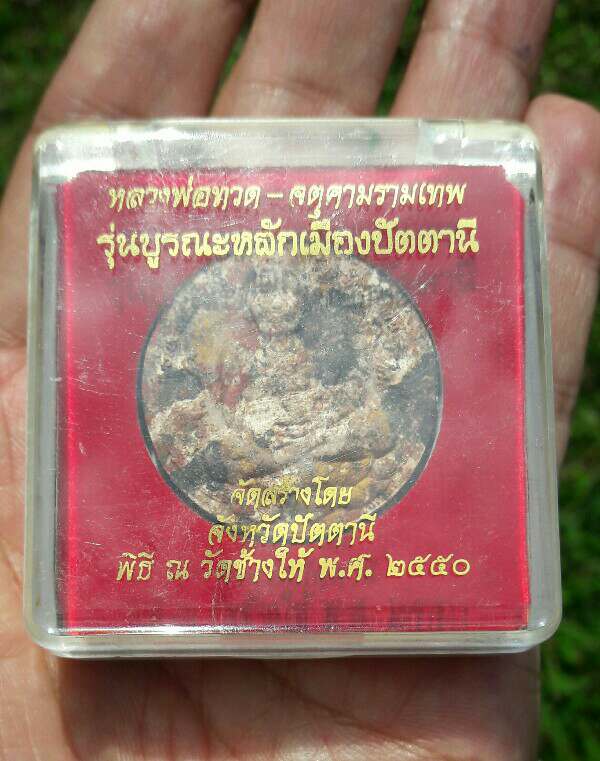 หลวงพ่อทวด – จตุคามรามเทพ
รุ่นบูรณะหลักเมืองปัตตานี
จัดสร้างโดย
จังหวัดปัตตานี
พิธี ณ วัดช้างให้ พ.ศ. ๒๕๕๐